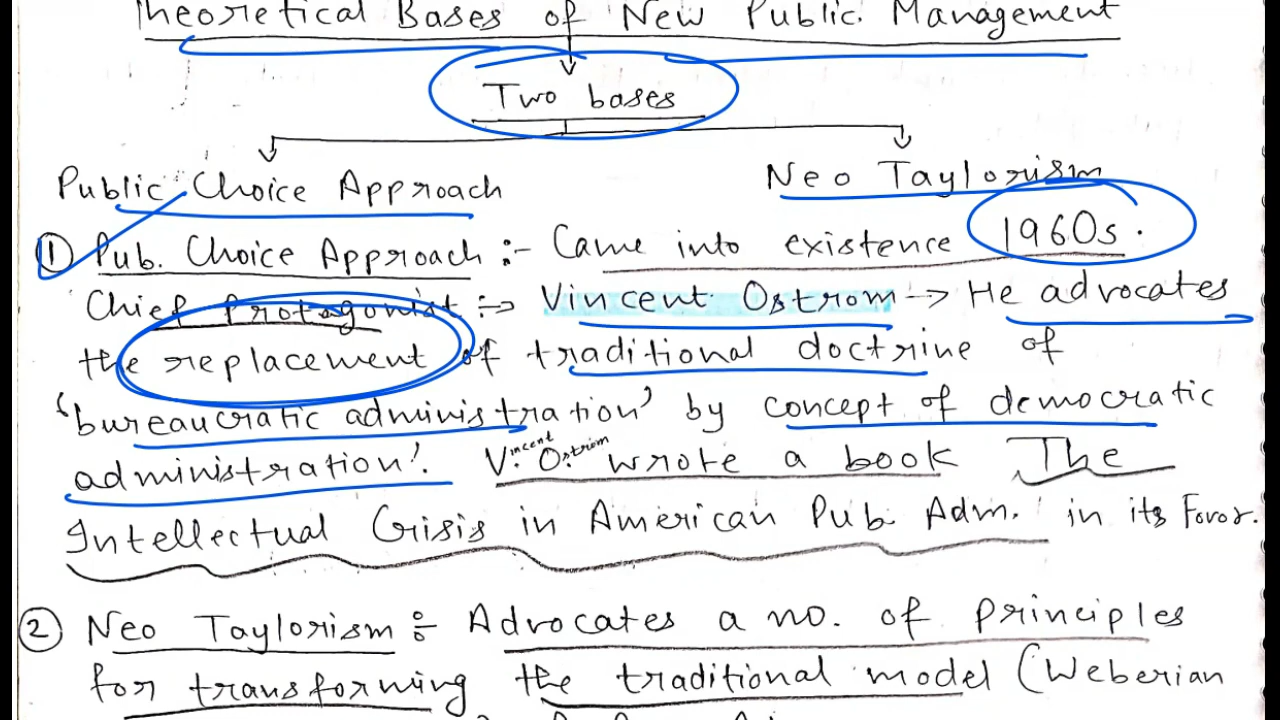 Theoretical Bases of New Public Management
Two bases
Public Choice Approach
Neo Taylorism
① Pub. Choice Approach :- Came into existence 1960s.
Chief Protagonist :-> Vincent Ostrom -> He advocates
the replacement of traditional doctrine of
'bureaucratic administration' by concept of democratic
administration'. Vincent Ostrom wrote a book The
Intellectual Crisis in American Pub. Adm. in its Favor.
② Neo Taylorism ÷ Advocates a no. of principles
for transforming the traditional model (Weberian